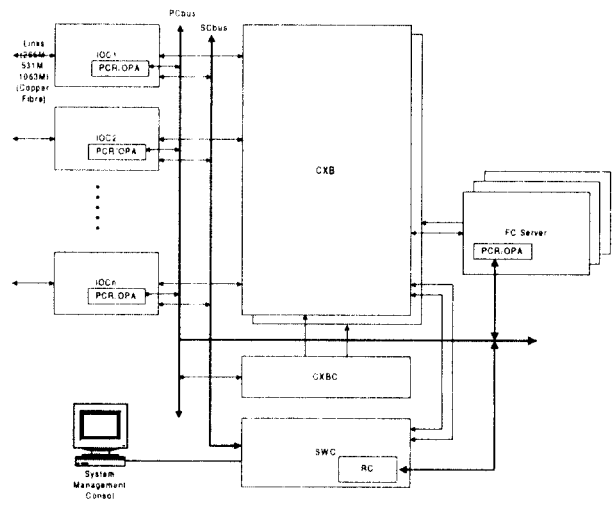 PCbus
SCbus
Links
(266M
531M
1063M)
(Copper
Fibre)
IOC1
PCR/OPA
IOC2
PCR/OPA
CXB
FC Server
PCR/OPA
IOCn
PCR/OPA
CXBC
SWC
RC
System
Management
Consol